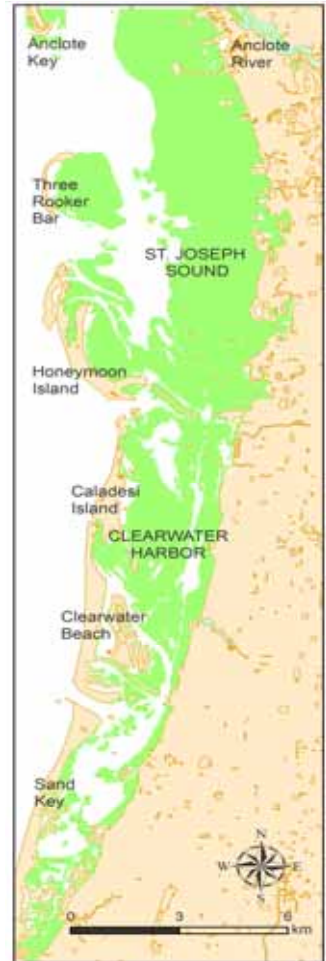 Anclote
Key
Anclote
River
Three
Rooker
Bar
ST. JOSEPH
SOUND
Honeymoon
Island
Caladesi
Island
CLEARWATER
HARBOR
Clearwater
Beach
Sand
Key
N
W E
S
0 3 6
km